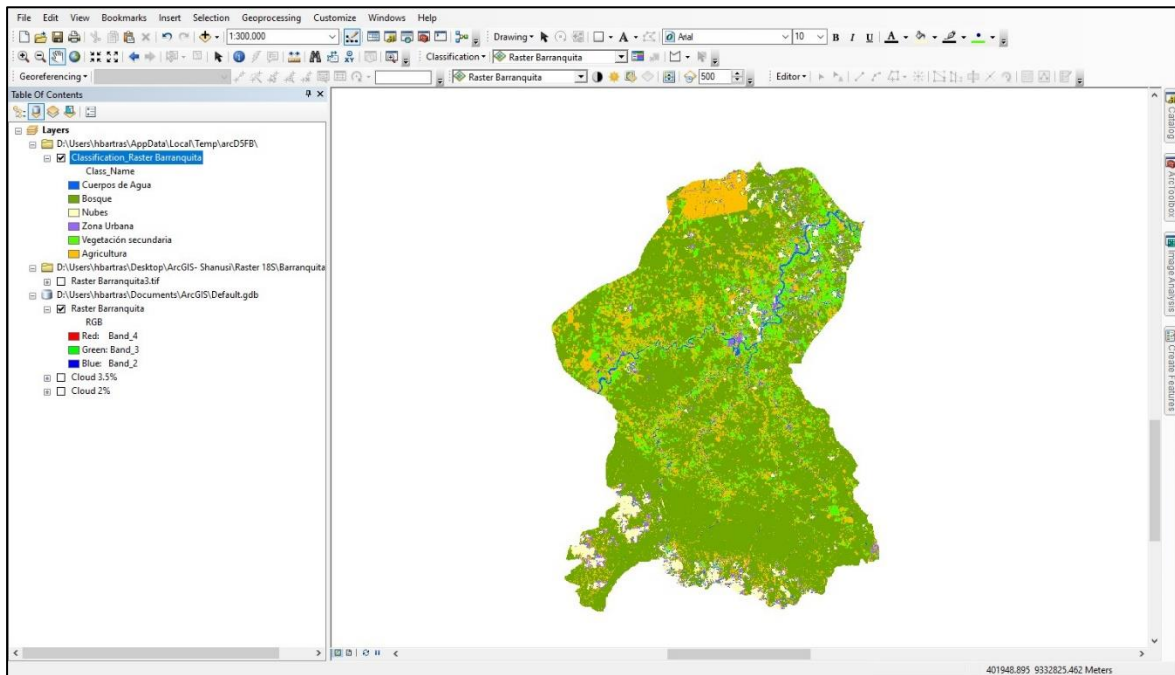 File Edit View Bookmarks Insert Selection Geoprocessing Customize Windows Help
1:300.000 Drawing Arial 10 B I U A
Classification Raster Barranquita
Georeferencing Raster Barranquita 500 Editor
Table Of Contents
Layers
D:\Users\hbartras\AppData\Local\Temp\arcD5FB\
Classification_Raster Barranquita
Class_Name
Cuerpos de Agua
Bosque
Nubes
Zona Urbana
Vegetación secundaria
Agricultura
D:\Users\hbartras\Desktop\ArcGIS- Shanusi\Raster 18S\Barranquita
Raster Barranquita3.tif
D:\Users\hbartras\Documents\ArcGIS\Default.gdb
Raster Barranquita
RGB
Red: Band_4
Green: Band_3
Blue: Band_2
Cloud 3.5%
Cloud 2%
Catalog
ArcToolbox
Image Analysis
Create Features
401948.895 9332825.462 Meters